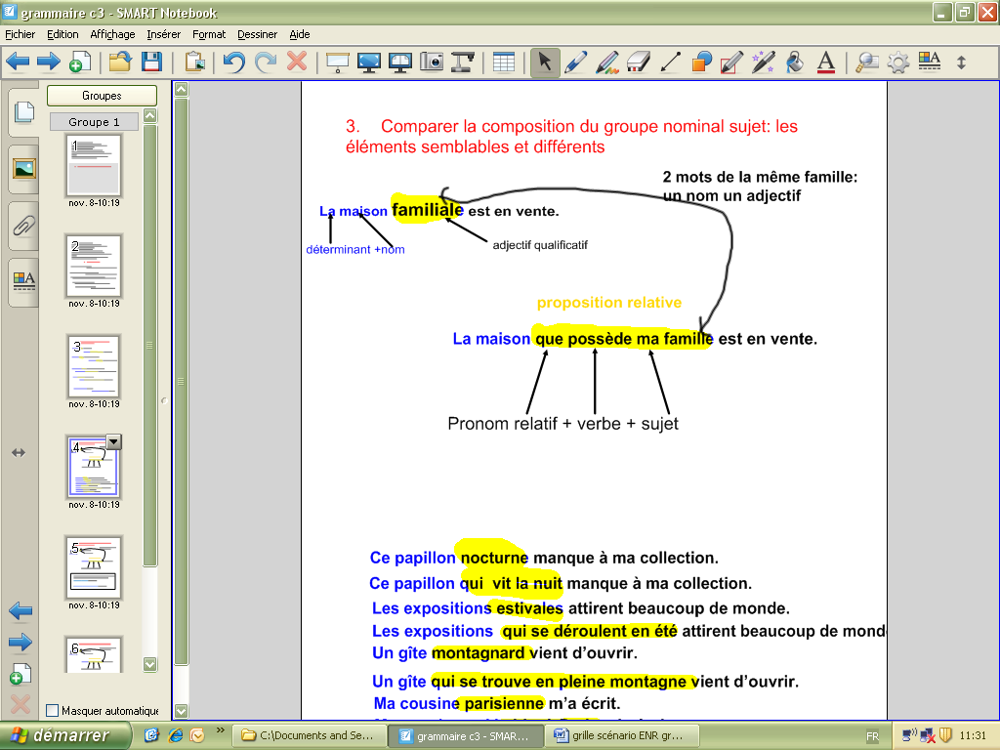 grammaire c3 - SMART Notebook
Fichier Edition Affichage Insérer Format Dessiner Aide
Groupes
Groupe 1
1
nov. 8-10:19
2
nov. 8-10:19
3
nov. 8-10:19
4
nov. 8-10:19
5
nov. 8-10:19
6
Masquer automatique
3. Comparer la composition du groupe nominal sujet: les
éléments semblables et différents
2 mots de la même famille:
un nom un adjectif
La maison familiale est en vente.
déterminant +nom
adjectif qualificatif
proposition relative
La maison que possède ma famille est en vente.
Pronom relatif + verbe + sujet
Ce papillon nocturne manque à ma collection.
Ce papillon qui vit la nuit manque à ma collection.
Les expositions estivales attirent beaucoup de monde.
Les expositions qui se déroulent en été attirent beaucoup de mond
Un gîte montagnard vient d'ouvrir.
Un gîte qui se trouve en pleine montagne vient d'ouvrir.
Ma cousine parisienne m'a écrit.
démarrer
C:\Documents and Se...
grammaire c3 - SMAR...
grille scénario ENR gr...
FR
11:31